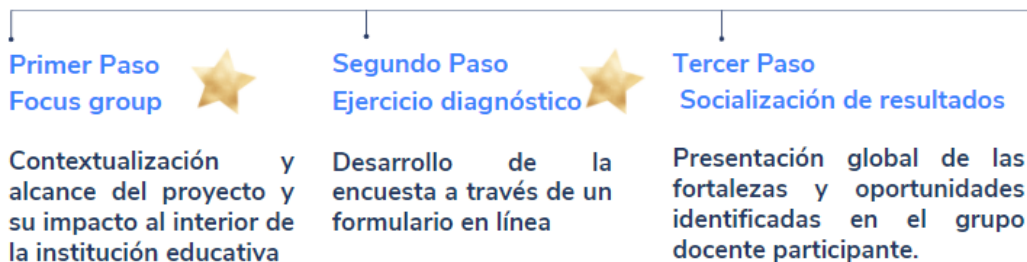 Primer Paso
Focus group
Contextualización y
alcance del proyecto y
su impacto al interior de
la institución educativa
Segundo Paso
Ejercicio diagnóstico
Desarrollo de la
encuesta a través de un
formulario en línea
Tercer Paso
Socialización de resultados
Presentación global de las
fortalezas y oportunidades
identificadas en el grupo
docente participante.